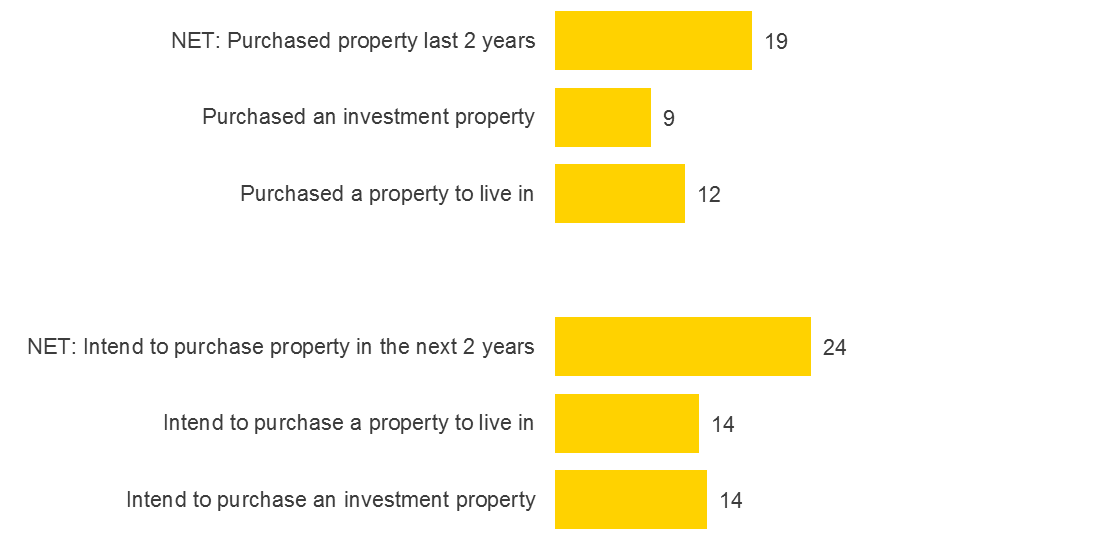 NET: Purchased property last 2 years 19
Purchased an investment property 9
Purchased a property to live in 12
NET: Intend to purchase property in the next 2 years 24
Intend to purchase a property to live in 14
Intend to purchase an investment property 14